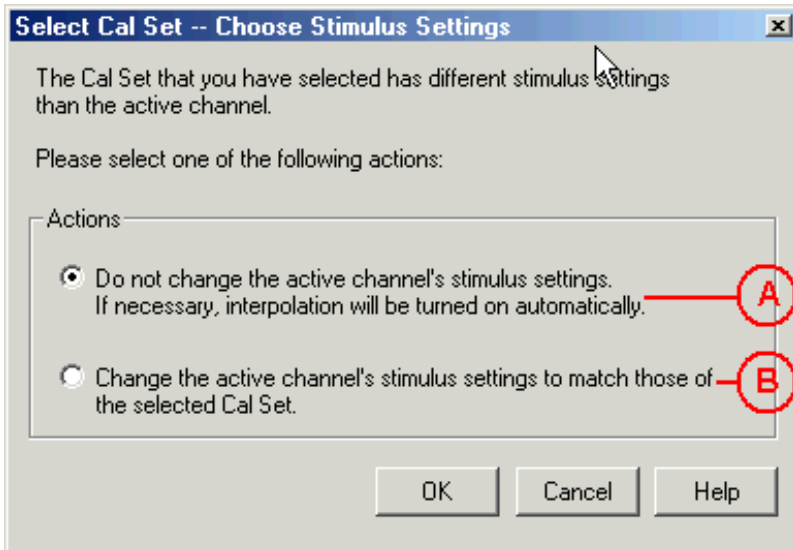 Select Cal Set -- Choose Stimulus Settings
The Cal Set that you have selected has different stimulus settings
than the active channel.
Please select one of the following actions:
Actions
Do not change the active channel's stimulus settings.
If necessary, interpolation will be turned on automatically.
A
Change the active channel's stimulus settings to match those of
the selected Cal Set.
B
OK
Cancel
Help